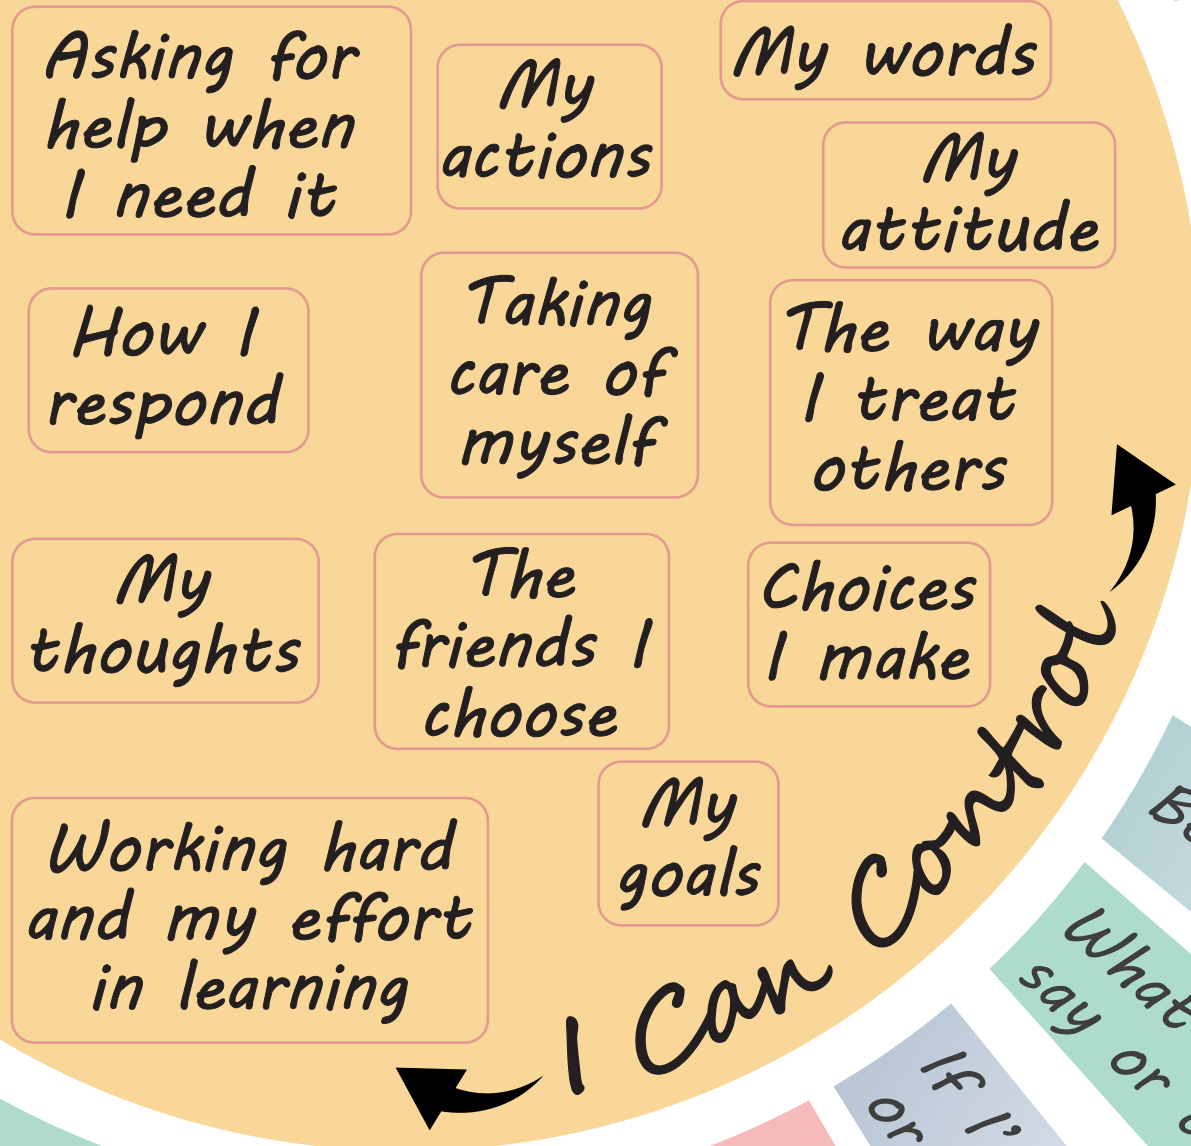 Asking for
help when
I need it
My
actions
My words
My
attitude
How I
respond
Taking
care of
myself
The way
I treat
others
My
thoughts
The
friends I
choose
Choices
I make
Working hard
and my effort
in learning
My
goals
I Can Control
What
say or
If I'
or